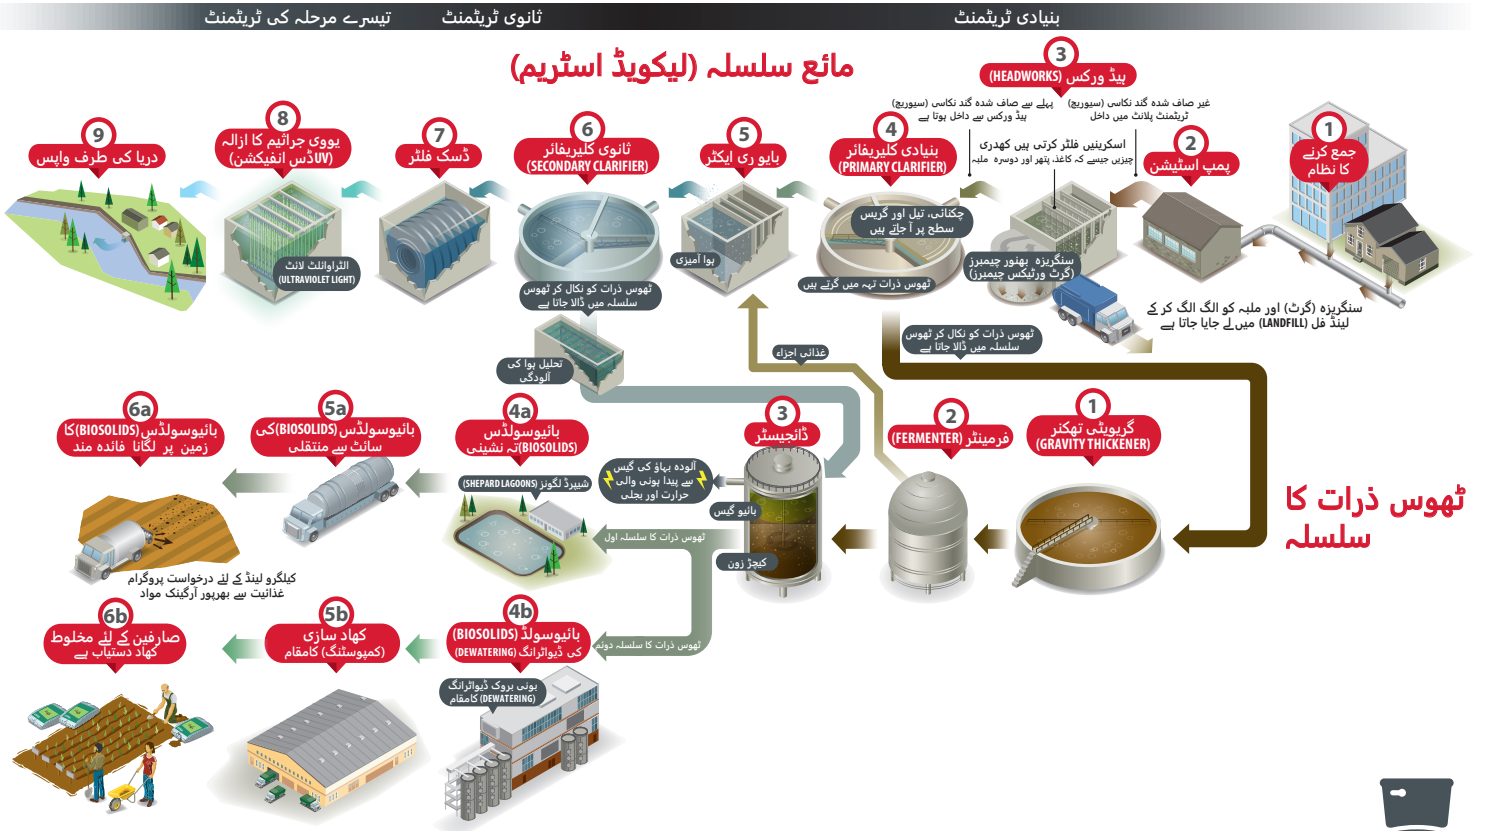 بنیادی ٹریٹمنٹ
ثانوی ٹریٹمنٹ
تیسرے مرحلہ کی ٹریٹمنٹ
مائع سلسلہ (لیکویڈ اسٹریم)
1
جمع کرنے
کا نظام
2
پمپ اسٹیشن
3
ہیڈ ورکس (HEADWORKS)
غیر صاف شدہ گند نکاسی (سیوریج)
ٹریٹمنٹ پلانٹ میں داخل
پہلے سے صاف شدہ گند نکاسی (سیوریج)
ہیڈ ورکس سے داخل ہوتا ہے
اسکرینیں فلٹر کرتی ہیں کھدری
چیزیں جیسے کہ کاغذ، پتھر اور دوسرہ ملبہ
سنگریزہ بھنور چیمبرز
(گرٹ ورٹیکس چیمبرز)
سنگریزہ (گرٹ) اور ملبہ کو الگ الگ کر کے
لینڈ فل (LANDFILL) میں لے جایا جاتا ہے
4
بنیادی کلیریفائر
(PRIMARY CLARIFIER)
چکنائی، تیل اور گریس
سطح پر آ جاتے ہیں
ٹھوس ذرات تہہ میں گرتے ہیں
ٹھوس ذرات کو نکال کر ٹھوس
سلسلہ میں ڈالا جاتا ہے
5
بایو ری ایکٹر
ہوا آمیزی
غذائی اجزاء
6
ثانوی کلیریفائر
(SECONDARY CLARIFIER)
ٹھوس ذرات کو نکال کر ٹھوس
سلسلہ میں ڈالا جاتا ہے
تحلیل ہوا کی
آلودگی
7
ڈسک فلٹر
8
یووی جراثیم کا ازالہ
(UVڈس انفیکشن)
الٹراوائلٹ لائٹ
(ULTRAVIOLET LIGHT)
9
دریا کی طرف واپس
ٹھوس ذرات کا
سلسلہ
1
گریویٹی تھکنر
(GRAVITY THICKENER)
2
فرمینٹر (FERMENTER)
3
ڈائجیسٹر
آلودہ بہاؤ کی گیس
سے پیدا ہونی والی
حرارت اور بجلی
بائیو گیس
کیچڑ زون
ٹھوس ذرات کا سلسلہ اول
ٹھوس ذرات کا سلسلہ دوئم
4a
بائیوسولڈس
(BIOSOLIDS)تہ نشینی
شیپرڈ لگونز (SHEPARD LAGOONS)
5a
بائیوسولڈس(BIOSOLIDS)کی
سائٹ سے منتقلی
6a
بائیوسولڈس(BIOSOLIDS)کا
زمین پر لگانا فائدہ مند
کیلگرو لینڈ کے لئے درخواست پروگرام
غذائیت سے بھرپور آرگینک مواد
4b
بائیوسولڈ (BIOSOLIDS)
کی ڈیواٹرانگ (DEWATERING)
بونی بروک ڈیواٹرانگ
(DEWATERING) کامقام
5b
کھاد سازی
(کمپوسٹنگ) کامقام
6b
صارفین کے لئے مخلوط
کھاد دستیاب ہے